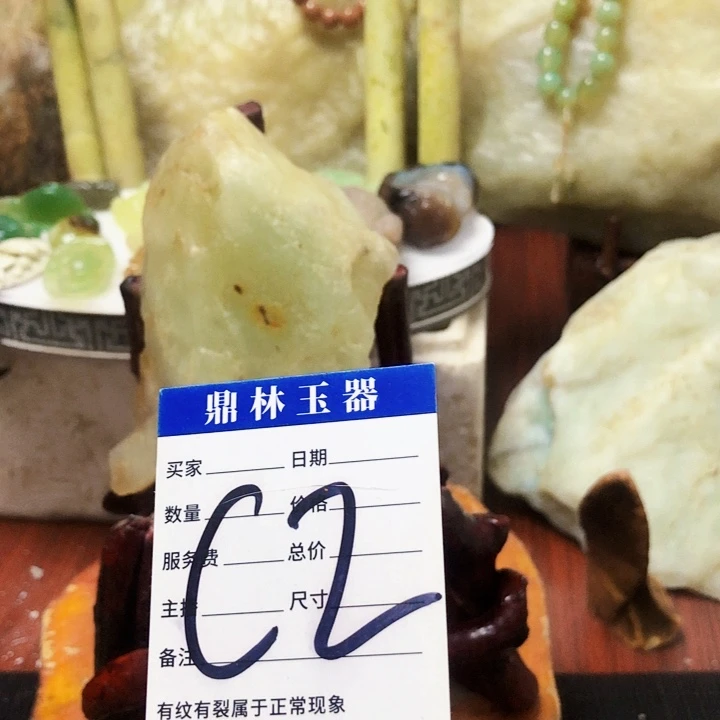 鼎林玉器
买家 日期
数量 价格
服务费 总价
主播 尺寸
备注
C2
有纹有裂属于正常现象